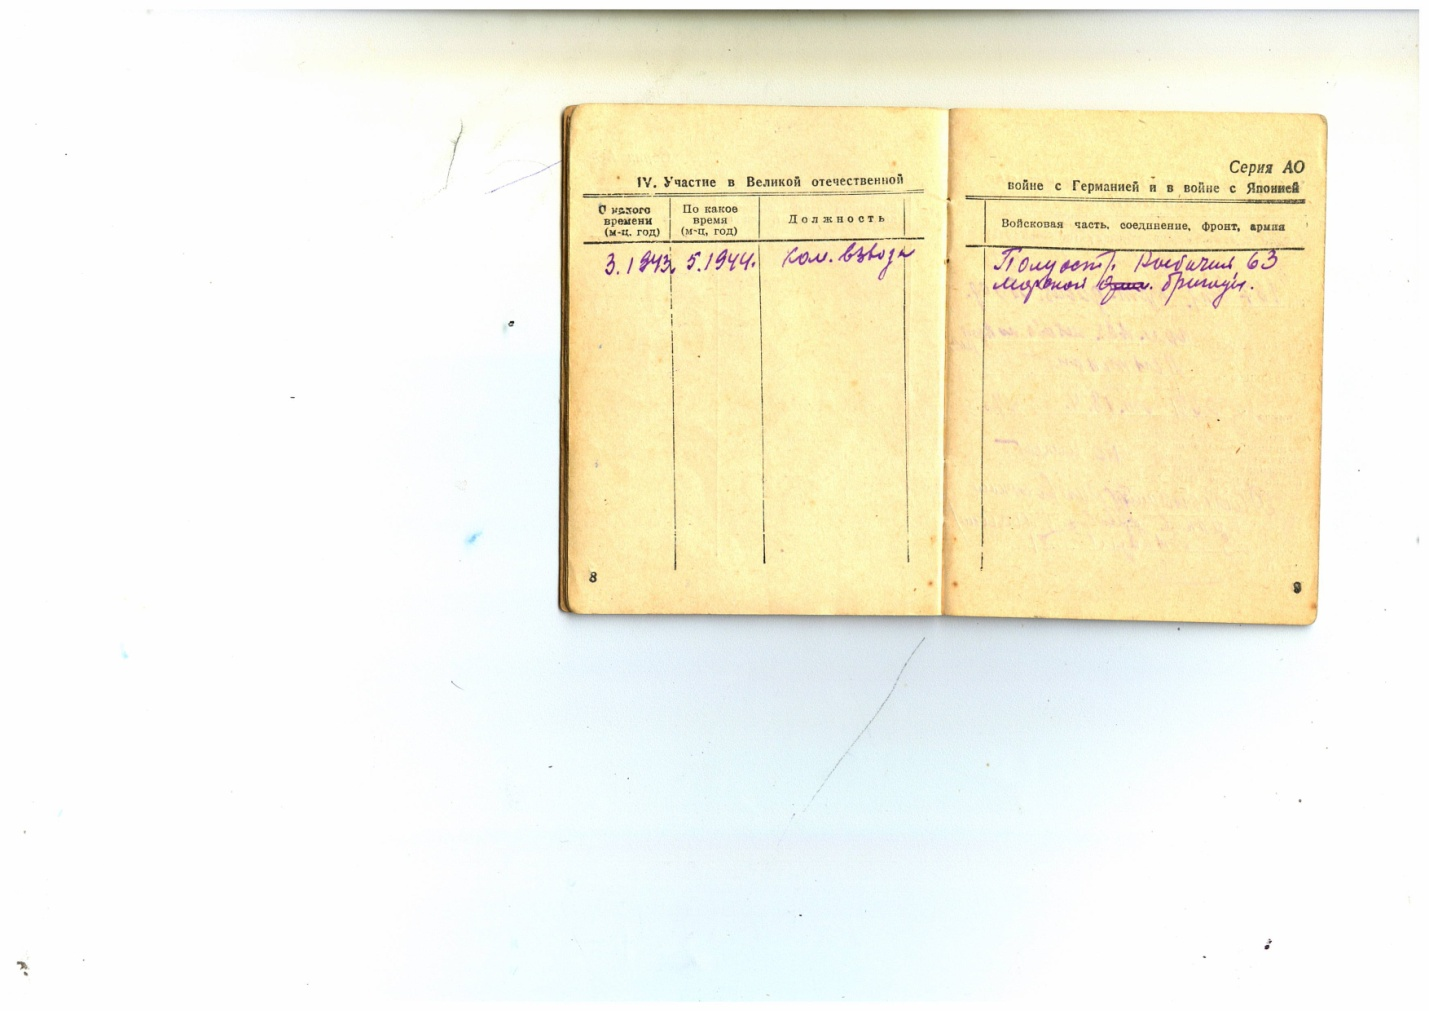 IV. Участие в Великой отечественной
С какого времени (м-ц. год)
По какое время (м-ц, год)
Должность
3.1943.
5.1944.
ком. взвода
8
Серия АО
войне с Германией и в войне с Японией
Войсковая часть, соединение, фронт, армия
Полуостр. 63
морской бригады.
9